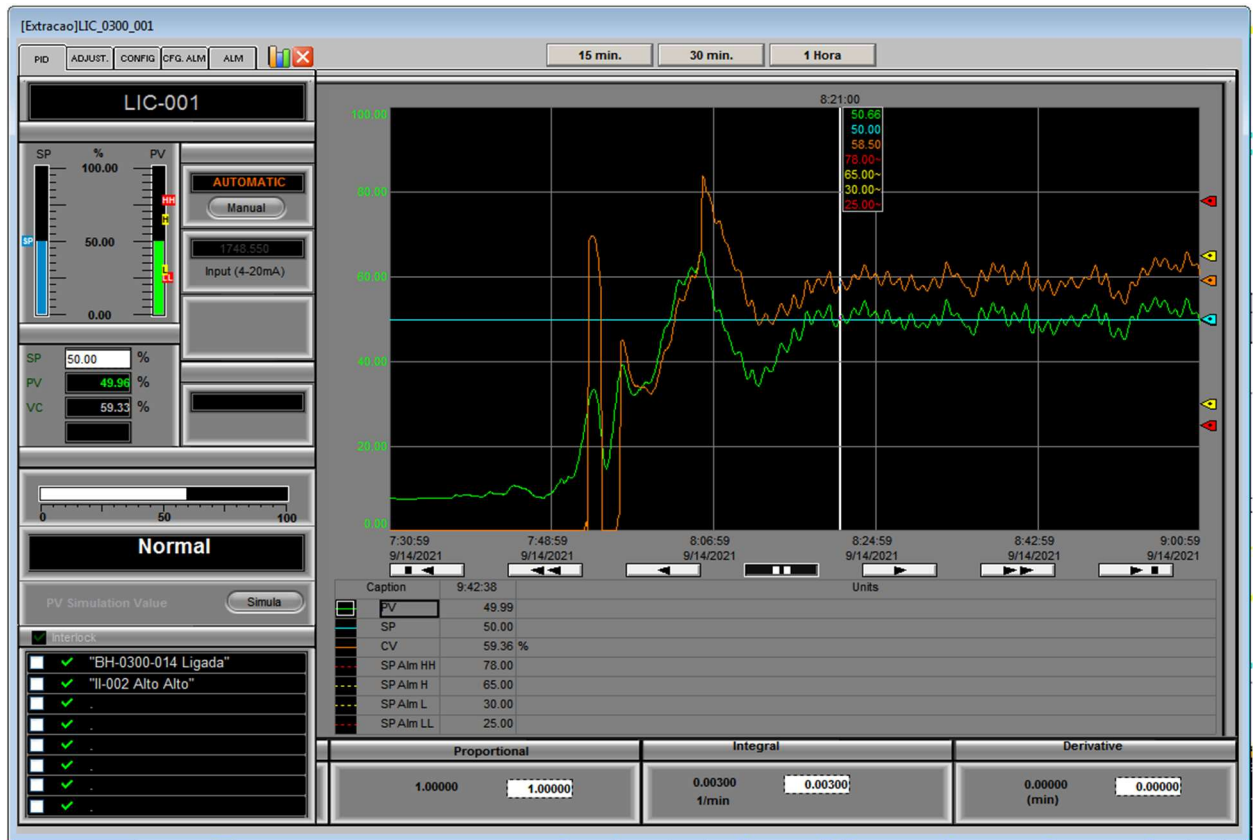 [Extracao]LIC_0300_001
PID ADJUST. CONFIG CFG. ALM ALM
15 min. 30 min. 1 Hora
LIC-001
SP % PV
100.00
HH
H
SP 50.00
L
LL
0.00
AUTOMATIC
Manual
1748.550
Input (4-20mA)
SP 50.00 %
PV 49.96 %
VC 59.33 %
0 50 100
Normal
PV Simulation Value Simula
Interlock
"BH-0300-014 Ligada"
"II-002 Alto Alto"
.
.
.
.
.
.
8:21:00
50.66
50.00
58.50
78.00~
65.00~
30.00~
25.00~
100.00
80.00
60.00
40.00
20.00
0.00
7:30:59 7:48:59 8:06:59 8:24:59 8:42:59 9:00:59
9/14/2021 9/14/2021 9/14/2021 9/14/2021 9/14/2021 9/14/2021
Caption 9:42:38 Units
PV 49.99
SP 50.00
CV 59.36 %
SP Alm HH 78.00
SP Alm H 65.00
SP Alm L 30.00
SP Alm LL 25.00
Proportional Integral Derivative
1.00000 1.00000 0.00300 0.00300 0.00000 0.00000
1/min (min)